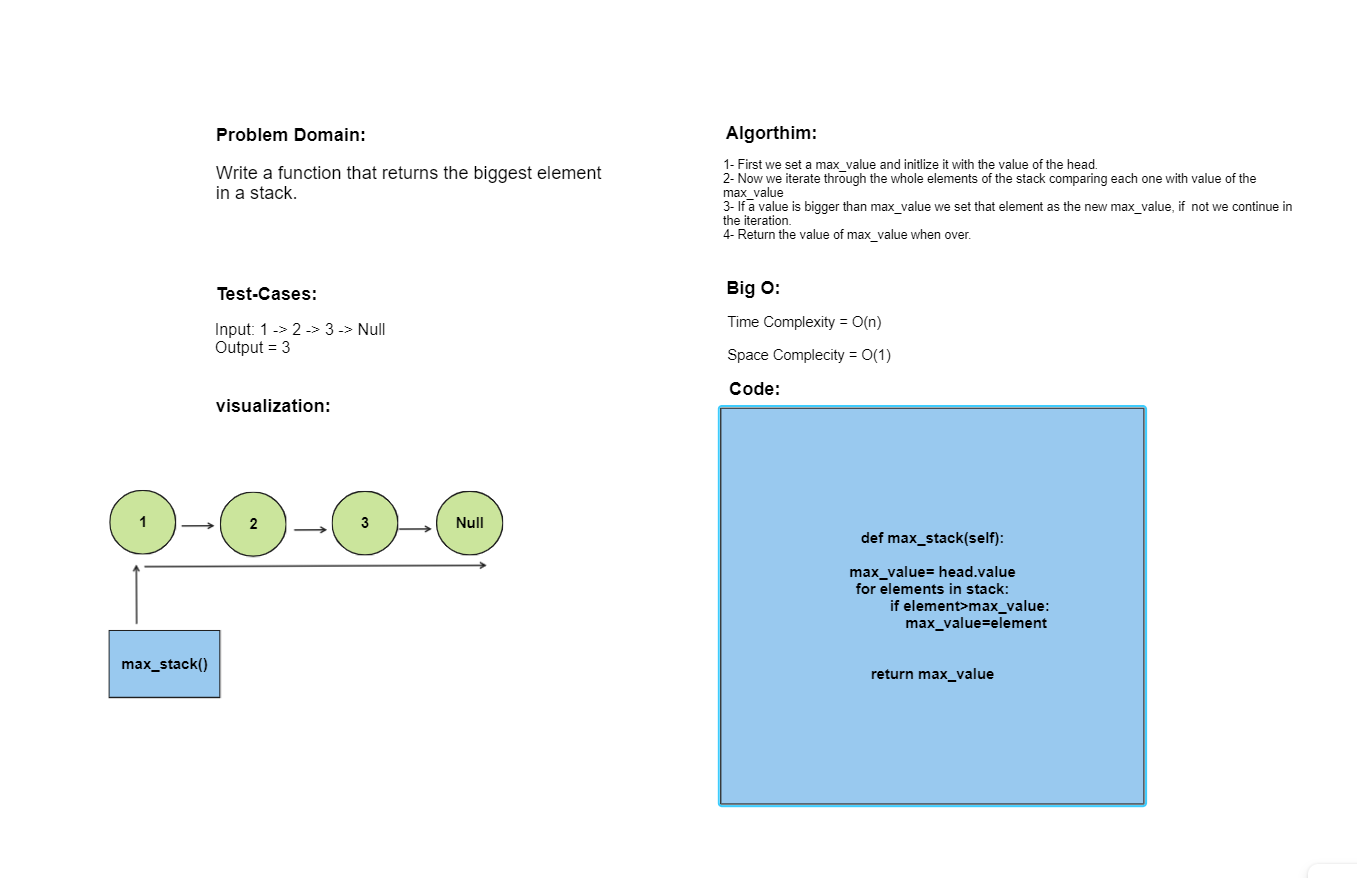 Problem Domain:
Write a function that returns the biggest element
in a stack.
Test-Cases:
Input: 1 -> 2 -> 3 -> Null
Output = 3
visualization:
1
2
3
Null
max_stack()
Algorthim:
1- First we set a max_value and initlize it with the value of the head.
2- Now we iterate through the whole elements of the stack comparing each one with value of the
max_value
3- If a value is bigger than max_value we set that element as the new max_value, if  not we continue in
the iteration.
4- Return the value of max_value when over.
Big O:
Time Complexity = O(n)
Space Complecity = O(1)
Code:
def max_stack(self):
max_value= head.value
for elements in stack:
if element>max_value:
max_value=element
return max_value